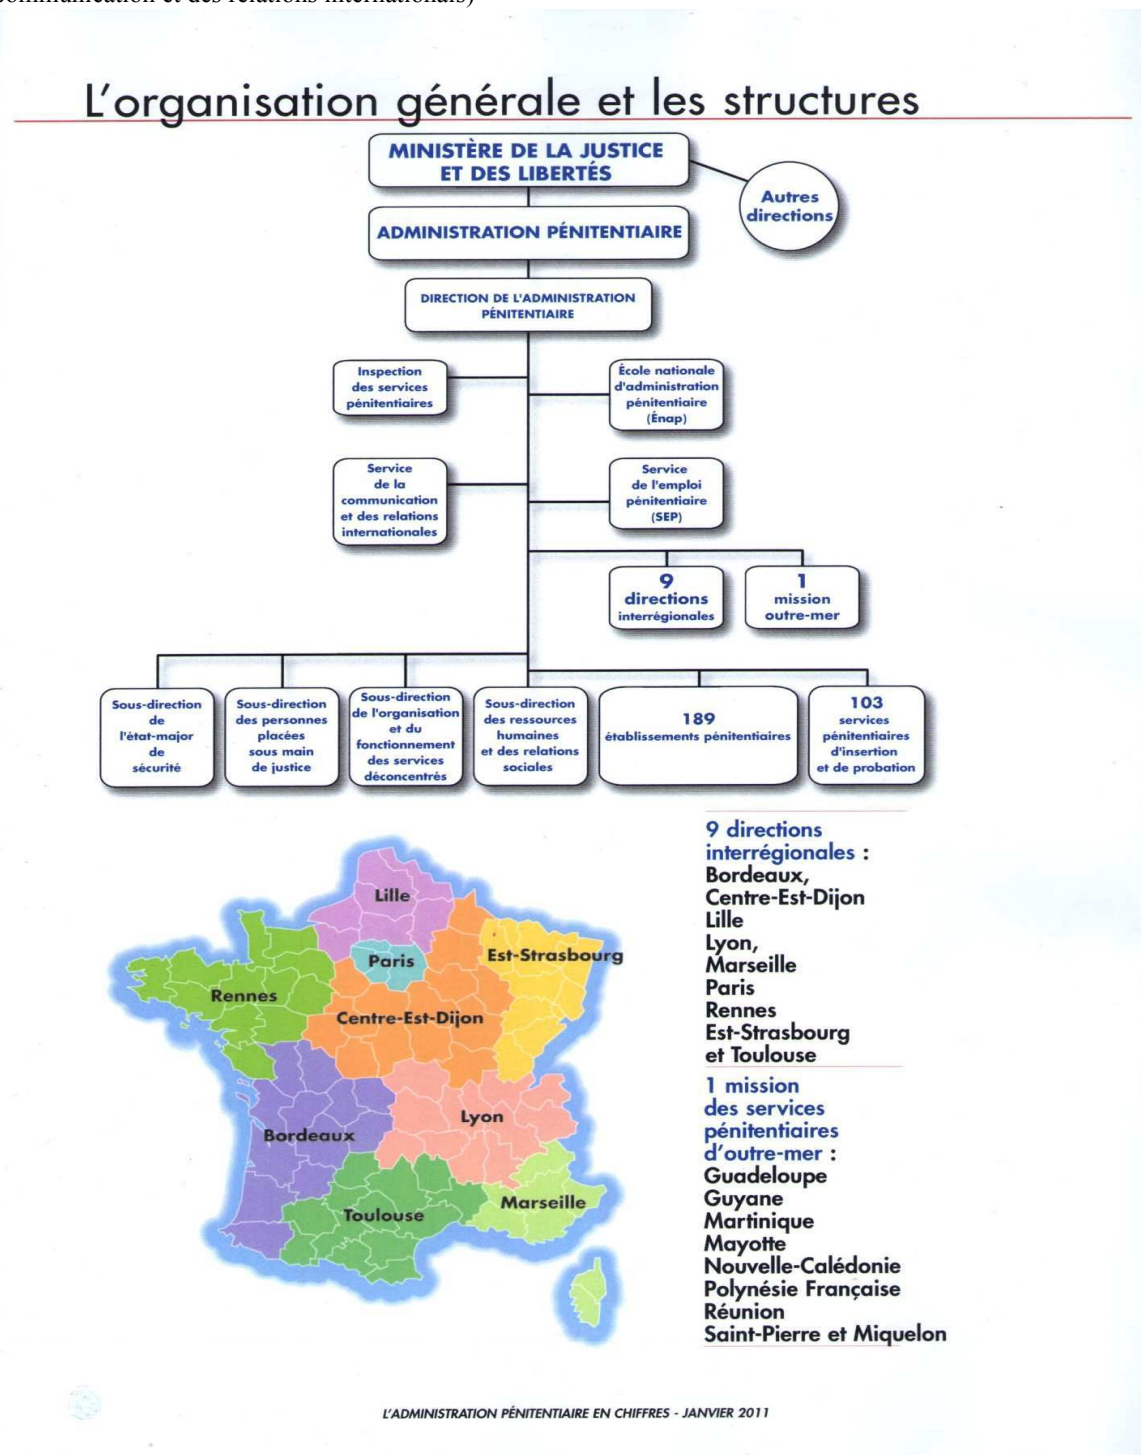 communication et des relations internationals)
L'organisation générale et les structures
MINISTÈRE DE LA JUSTICE
ET DES LIBERTÉS
Autres
directions
ADMINISTRATION PÉNITENTIAIRE
DIRECTION DE L'ADMINISTRATION
PÉNITENTIAIRE
Inspection
des services
pénitentiaires
École nationale
d'administration
pénitentiaire
(Énap)
Service
de la
communication
et des relations
internationales
Service
de l'emploi
pénitentiaire
(SEP)
9
directions
interrégionales
1
mission
outre-mer
Sous-direction
de
l'état-major
de
sécurité
Sous-direction
des personnes
placées
sous main
de justice
Sous-direction
de l'organisation
et du
fonctionnement
des services
déconcentrés
Sous-direction
des ressources
humaines
et des relations
sociales
189
établissements pénitentiaires
103
services
pénitentiaires
d'insertion
et de probation
Lille
Paris
Est-Strasbourg
Rennes
Centre-Est-Dijon
Lyon
Bordeaux
Marseille
Toulouse
9 directions
interrégionales :
Bordeaux,
Centre-Est-Dijon
Lille
Lyon,
Marseille
Paris
Rennes
Est-Strasbourg
et Toulouse
1 mission
des services
pénitentiaires
d'outre-mer :
Guadeloupe
Guyane
Martinique
Mayotte
Nouvelle-Calédonie
Polynésie Française
Réunion
Saint-Pierre et Miquelon
L'ADMINISTRATION PÉNITENTIAIRE EN CHIFFRES - JANVIER 2011